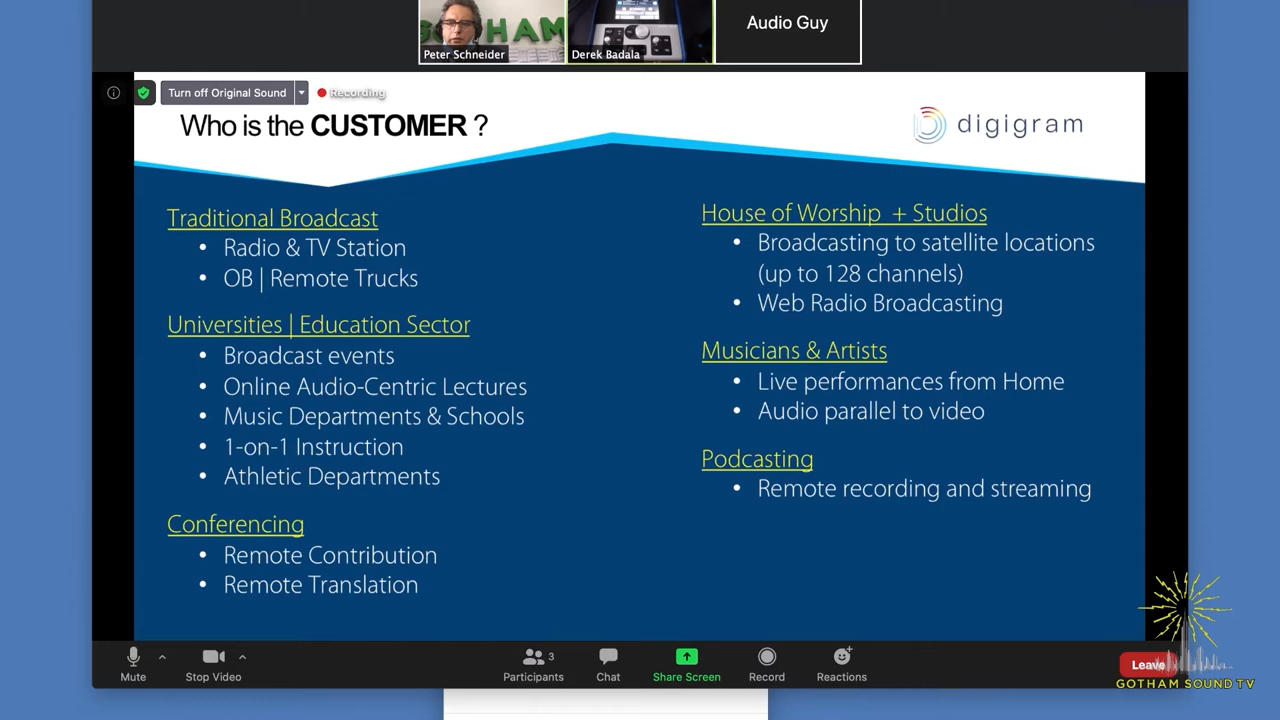 GOTHAM
Peter Schneider
Derek Badala
Audio Guy
Turn off Original Sound
Recording
Who is the CUSTOMER ?
digigram
Traditional Broadcast
• Radio & TV Station
• OB | Remote Trucks
Universities | Education Sector
• Broadcast events
• Online Audio-Centric Lectures
• Music Departments & Schools
• 1-on-1 Instruction
• Athletic Departments
Conferencing
• Remote Contribution
• Remote Translation
House of Worship + Studios
• Broadcasting to satellite locations
(up to 128 channels)
• Web Radio Broadcasting
Musicians & Artists
• Live performances from Home
• Audio parallel to video
Podcasting
• Remote recording and streaming
Mute
Stop Video
3
Participants
Chat
Share Screen
Record
Reactions
Leave
GOTHAM SOUND TV